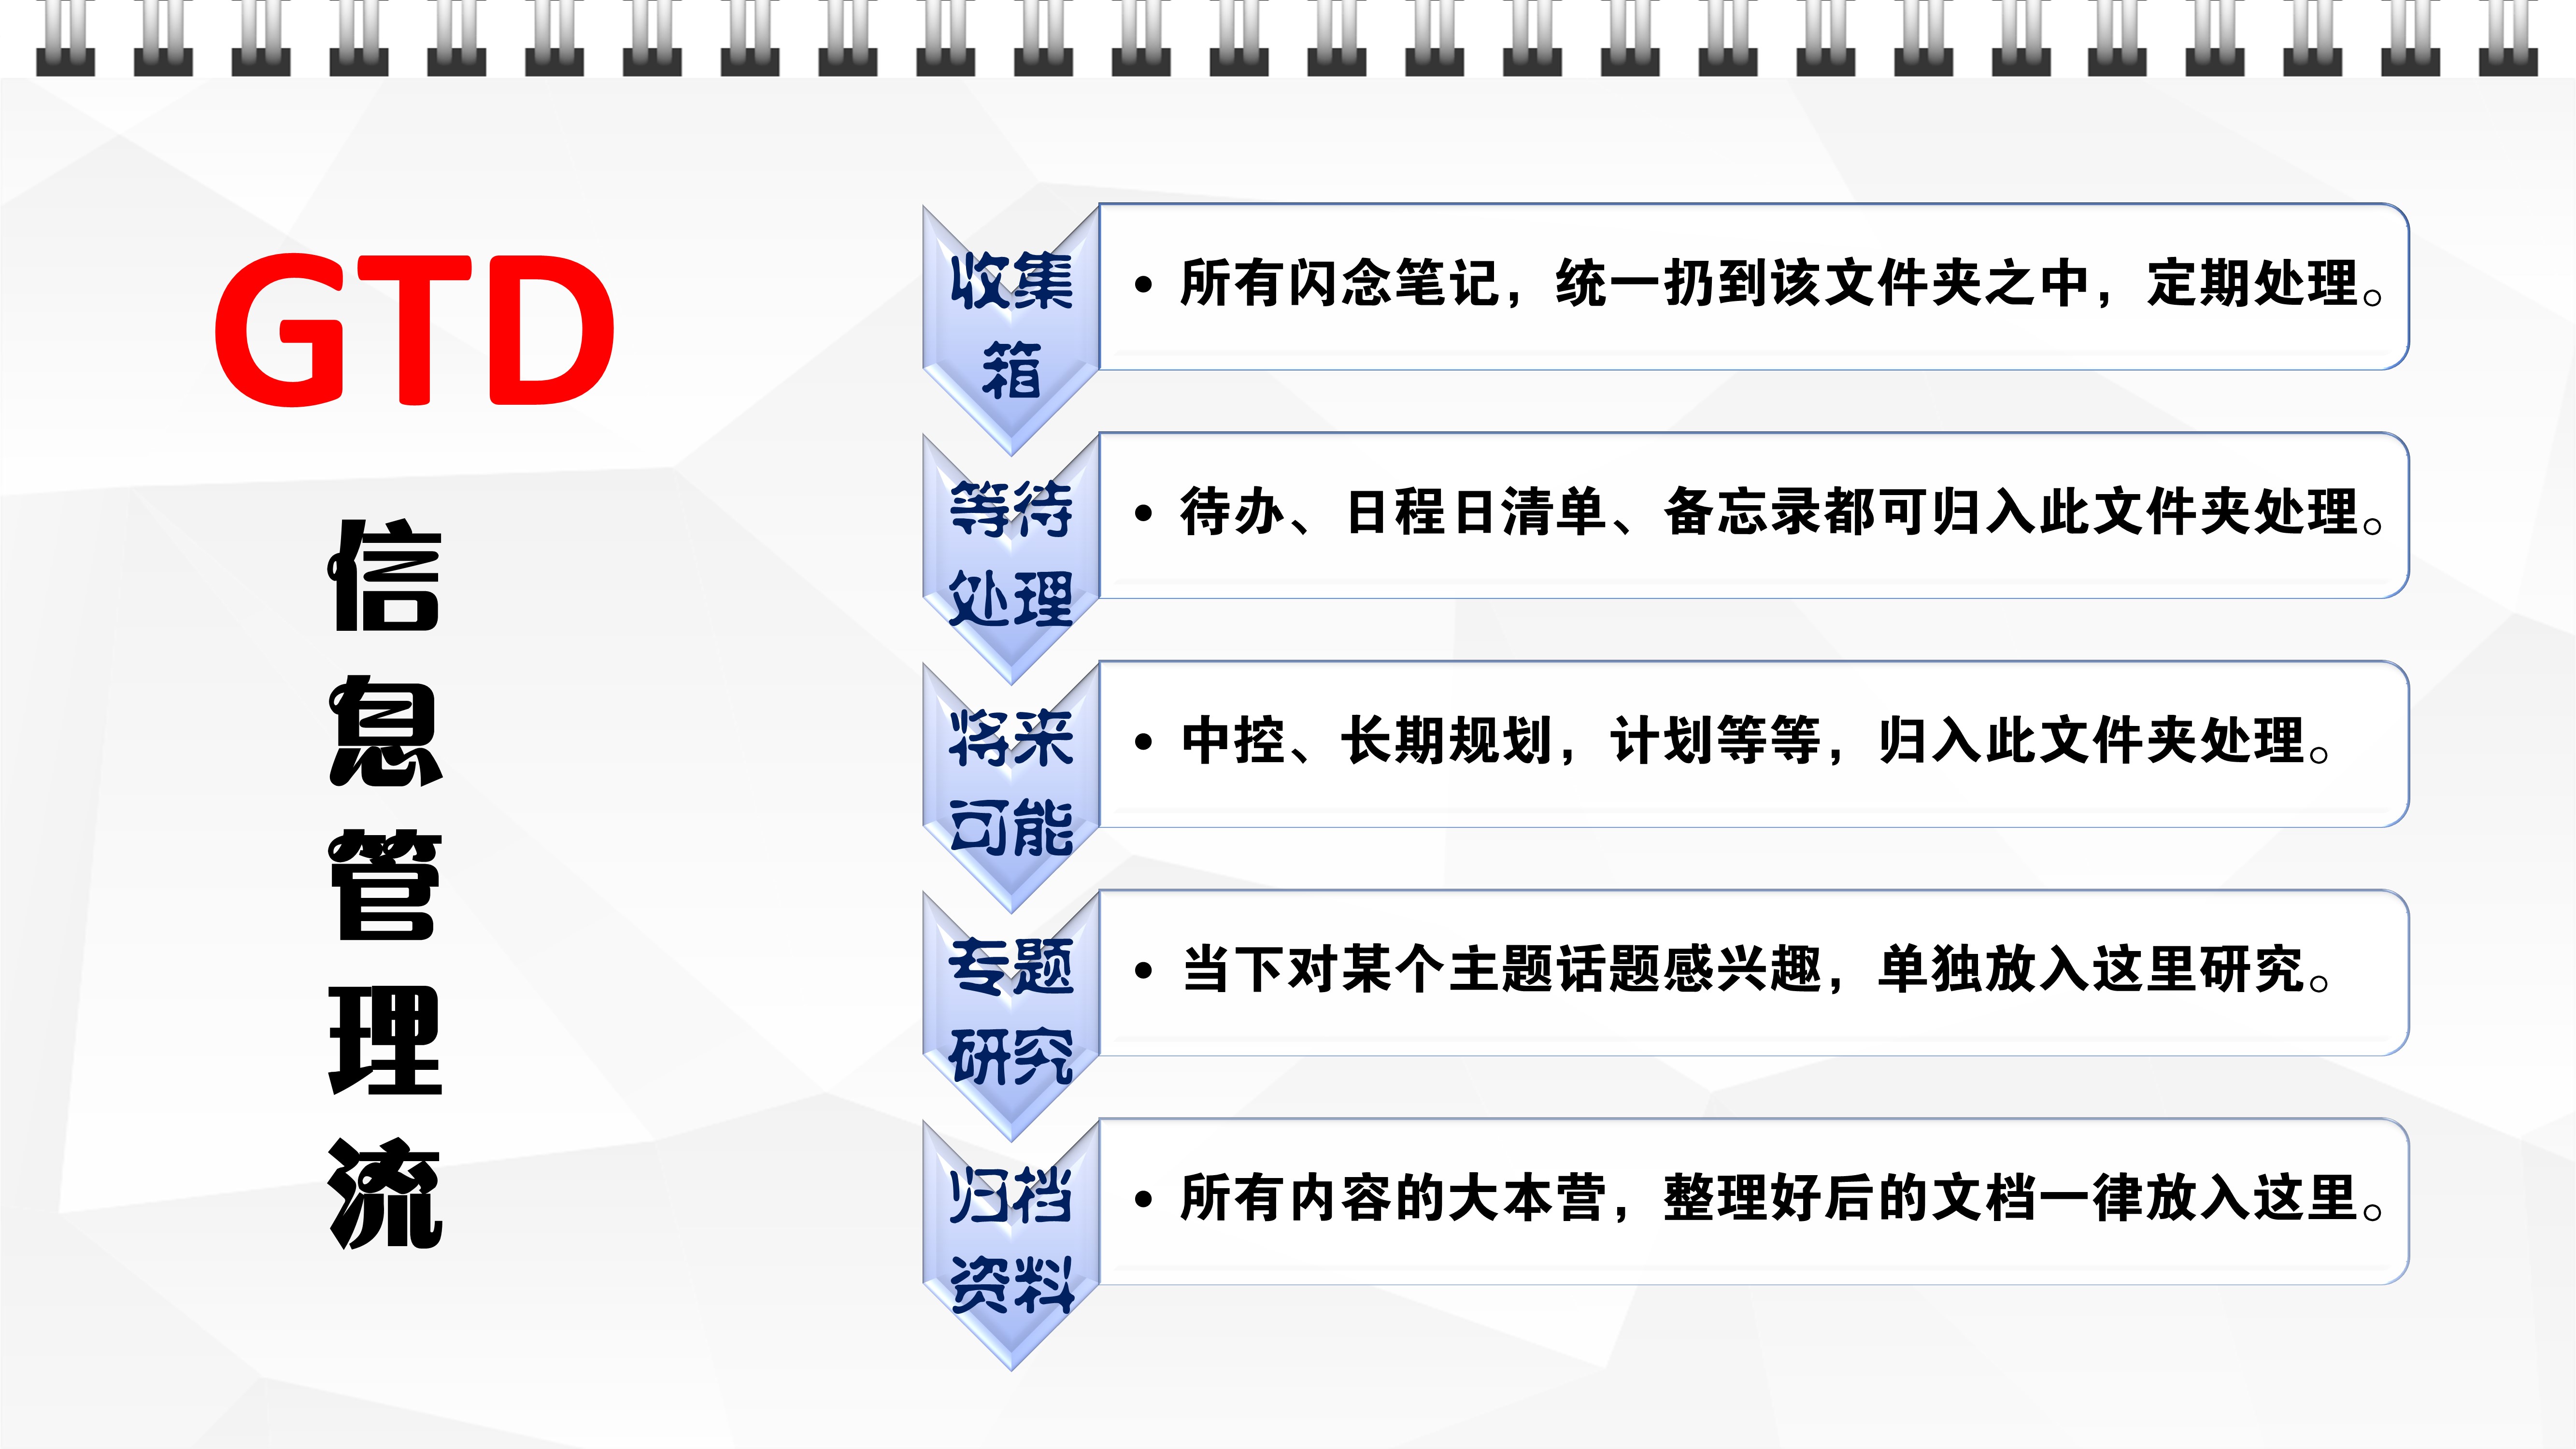 GTD
信
息
管
理
流
收集
箱
• 所有闪念笔记，统一扔到该文件夹之中，定期处理。
等待
处理
• 待办、日程日清单、备忘录都可归入此文件夹处理。
将来
可能
• 中控、长期规划，计划等等，归入此文件夹处理。
专题
研究
• 当下对某个主题话题感兴趣，单独放入这里研究。
归档
资料
• 所有内容的大本营，整理好后的文档一律放入这里。